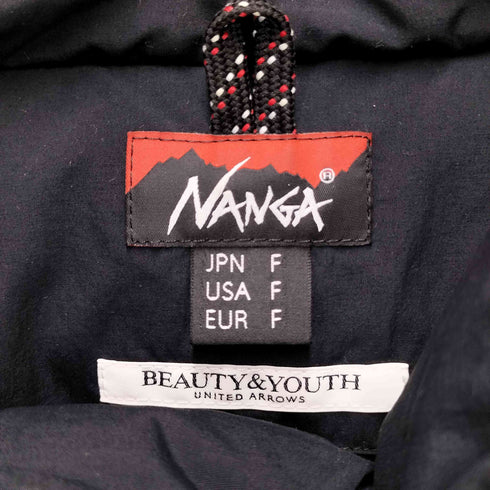 NANGA®
JPN F
USA F
EUR F
BEAUTY&YOUTH
UNITED ARROWS